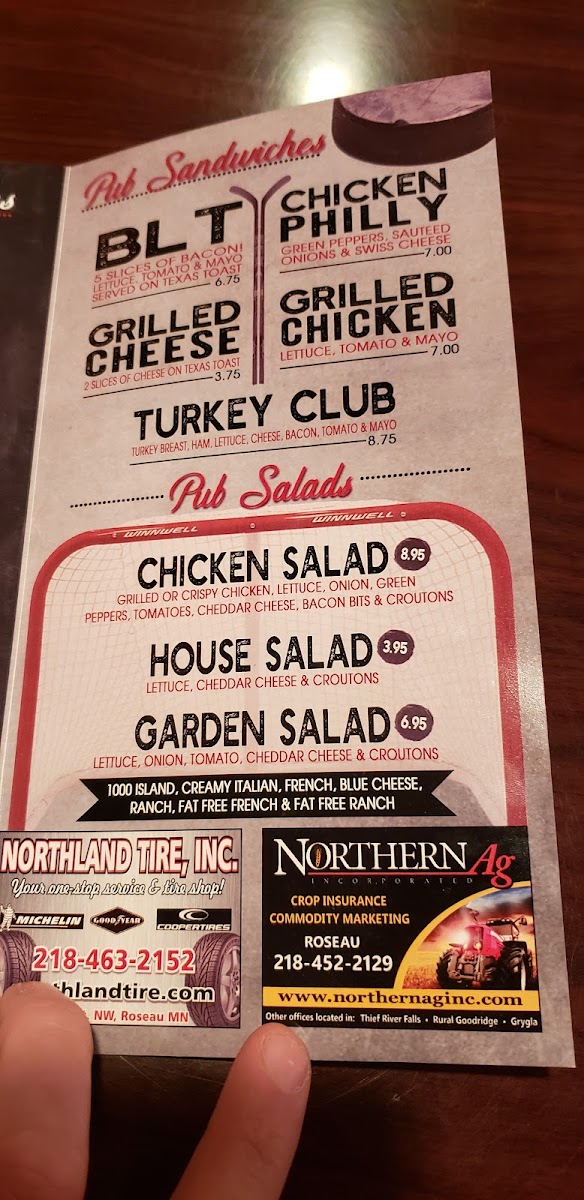 Pub Sandwiches
BLT
5 SLICES OF BACON!
LETTUCE, TOMATO & MAYO
SERVED ON TEXAS TOAST
6.75
CHICKEN
PHILLY
GREEN PEPPERS, SAUTEED
ONIONS & SWISS CHEESE
7.00
GRILLED
CHEESE
2 SLICES OF CHEESE ON TEXAS TOAST
3.75
GRILLED
CHICKEN
LETTUCE, TOMATO & MAYO
7.00
TURKEY CLUB
TURKEY BREAST, HAM, LETTUCE, CHEESE, BACON, TOMATO & MAYO
8.75
Pub Salads
WINNWELL WINNWELL
CHICKEN SALAD 8.95
GRILLED OR CRISPY CHICKEN, LETTUCE, ONION, GREEN
PEPPERS, TOMATOES, CHEDDAR CHEESE, BACON BITS & CROUTONS
HOUSE SALAD 3.95
LETTUCE, CHEDDAR CHEESE & CROUTONS
GARDEN SALAD 6.95
LETTUCE, ONION, TOMATO, CHEDDAR CHEESE & CROUTONS
1000 ISLAND, CREAMY ITALIAN, FRENCH, BLUE CHEESE,
RANCH, FAT FREE FRENCH & FAT FREE RANCH
NORTHLAND TIRE, INC.
Your one-stop service & tire shop!
MICHELIN GOODYEAR COOPERTIRES
218-463-2152
thlandtire.com
NW, Roseau MN
NORTHERN Ag
INCORPORATED
CROP INSURANCE
COMMODITY MARKETING
ROSEAU
218-452-2129
www.northernaginc.com
Other offices located in: Thief River Falls • Rural Goodridge • Grygla